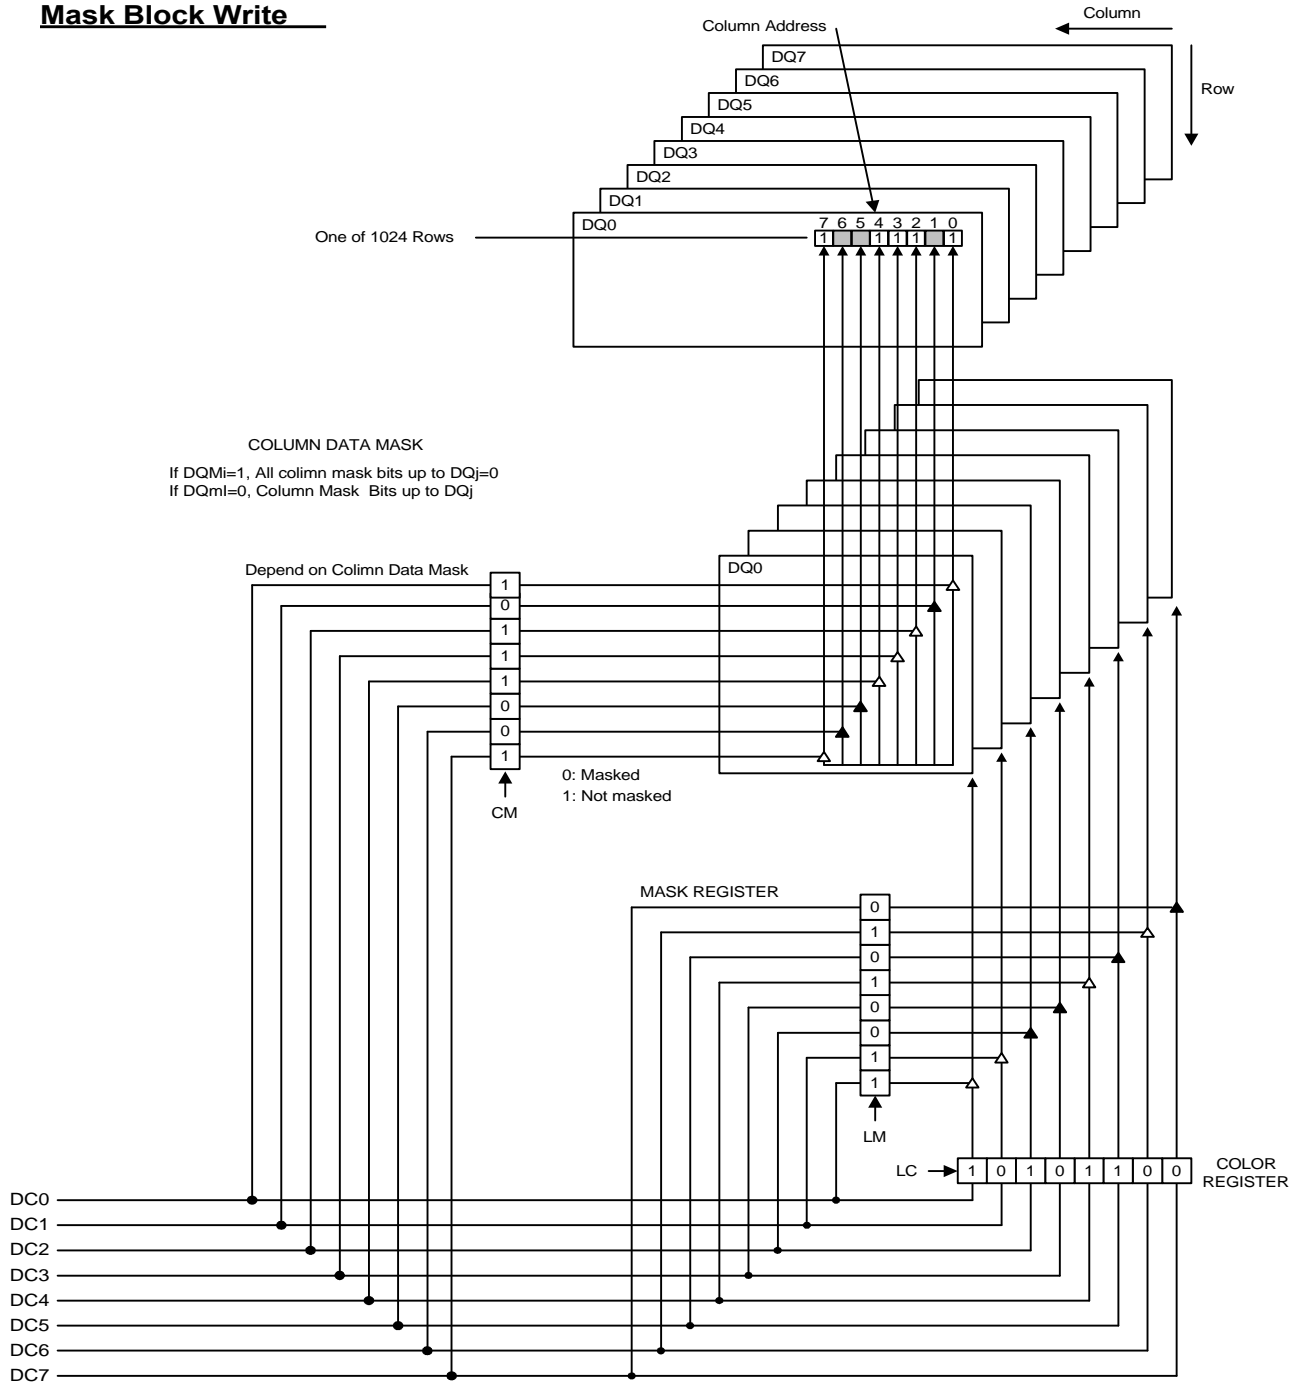 Mask Block Write
Column
Column Address
DQ7
DQ6
Row
DQ5
DQ4
DQ3
DQ2
DQ1
DQ0
7 6 5 4 3 2 1 0
One of 1024 Rows
1 1 1 1 1
COLUMN DATA MASK
If DQMi=1, All colimn mask bits up to DQj=0
If DQml=0, Column Mask Bits up to DQj
Depend on Colimn Data Mask
DQ0
1
0
1
1
1
0
0
1
0: Masked
1: Not masked
CM
MASK REGISTER
0
1
0
1
0
0
1
1
LM
LC
1 0 1 0 1 1 0 0
COLOR
REGISTER
DC0
DC1
DC2
DC3
DC4
DC5
DC6
DC7